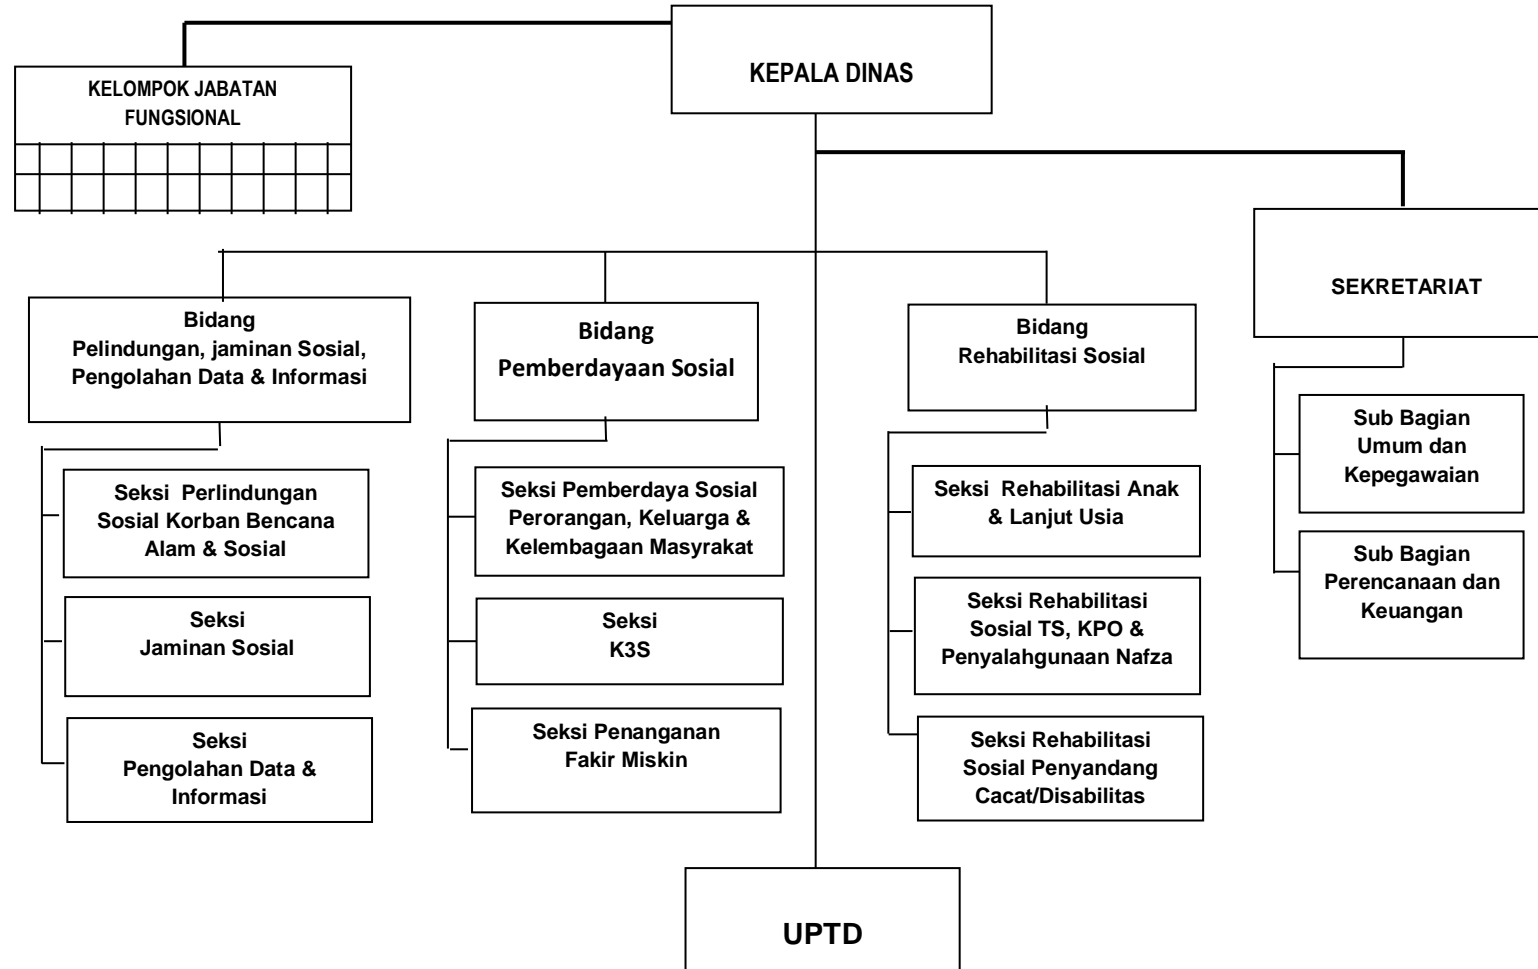 KEPALA DINAS
KELOMPOK JABATAN
FUNGSIONAL
SEKRETARIAT
Sub Bagian
Umum dan
Kepegawaian
Sub Bagian
Perencanaan dan
Keuangan
Bidang
Pelindungan, jaminan Sosial,
Pengolahan Data & Informasi
Seksi Perlindungan
Sosial Korban Bencana
Alam & Sosial
Seksi
Jaminan Sosial
Seksi
Pengolahan Data &
Informasi
Bidang
Pemberdayaan Sosial
Seksi Pemberdaya Sosial
Perorangan, Keluarga &
Kelembagaan Masyrakat
Seksi
K3S
Seksi Penanganan
Fakir Miskin
Bidang
Rehabilitasi Sosial
Seksi Rehabilitasi Anak
& Lanjut Usia
Seksi Rehabilitasi
Sosial TS, KPO &
Penyalahgunaan Nafza
Seksi Rehabilitasi
Sosial Penyandang
Cacat/Disabilitas
UPTD